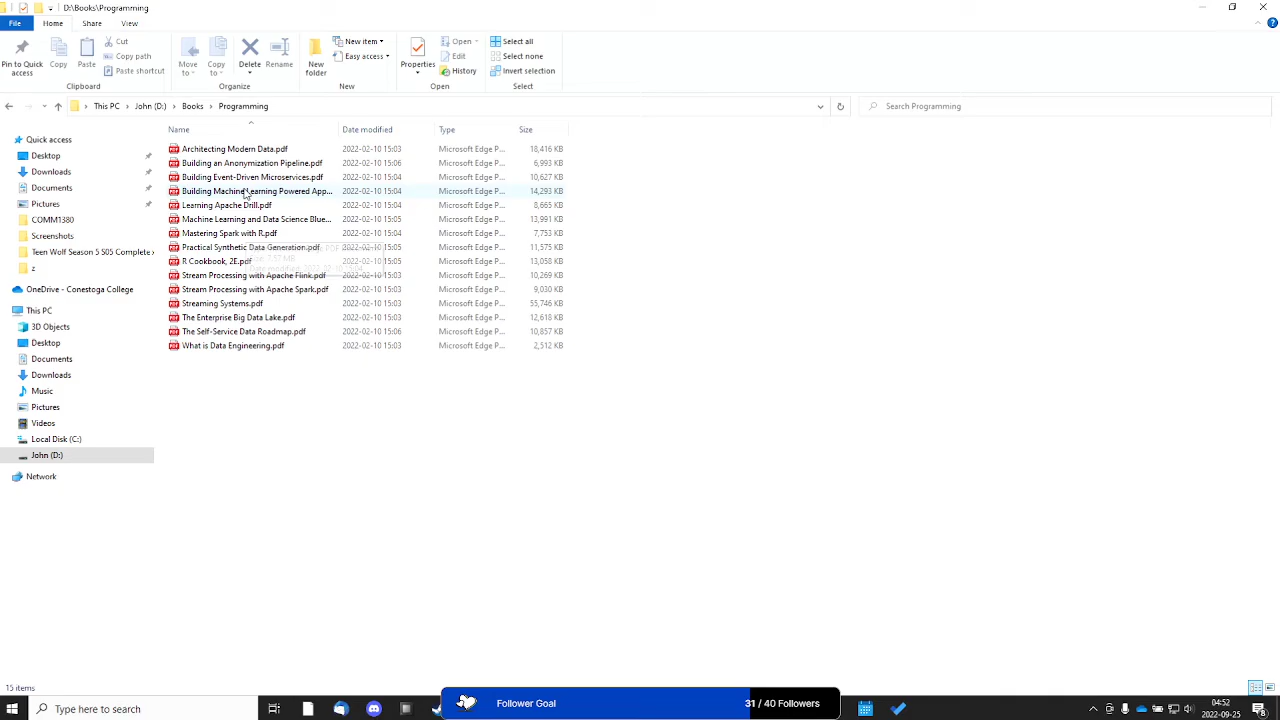 D:\Books\Programming
File Home Share View
Pin to Quick access
Copy
Paste
Cut
Copy path
Paste shortcut
Clipboard
Move to
Copy to
Delete
Rename
Organize
New folder
New item
Easy access
New
Properties
Open
Edit
History
Open
Select all
Select none
Invert selection
Select
This PC John (D:) Books Programming
Search Programming
Quick access
Desktop
Downloads
Documents
Pictures
COMM1380
Screenshots
Teen Wolf Season 5 S05 Complete
z
OneDrive - Conestoga College
This PC
3D Objects
Desktop
Documents
Downloads
Music
Pictures
Videos
Local Disk (C:)
John (D:)
Network
Name Date modified Type Size
Architecting Modern Data.pdf 2022-02-10 15:03 Microsoft Edge P... 18,416 KB
Building an Anonymization Pipeline.pdf 2022-02-10 15:06 Microsoft Edge P... 6,993 KB
Building Event-Driven Microservices.pdf 2022-02-10 15:04 Microsoft Edge P... 10,627 KB
Building Machine Learning Powered App... 2022-02-10 15:04 Microsoft Edge P... 14,293 KB
Learning Apache Drill.pdf 2022-02-10 15:04 Microsoft Edge P... 8,665 KB
Machine Learning and Data Science Blue... 2022-02-10 15:05 Microsoft Edge P... 13,991 KB
Mastering Spark with R.pdf 2022-02-10 15:04 Microsoft Edge P... 7,753 KB
Practical Synthetic Data Generation.pdf 2022-02-10 15:05 Microsoft Edge P... 11,575 KB
R Cookbook, 2E.pdf 2022-02-10 15:05 Microsoft Edge P... 13,058 KB
Stream Processing with Apache Flink.pdf 2022-02-10 15:03 Microsoft Edge P... 10,269 KB
Stream Processing with Apache Spark.pdf 2022-02-10 15:03 Microsoft Edge P... 9,030 KB
Streaming Systems.pdf 2022-02-10 15:03 Microsoft Edge P... 55,746 KB
The Enterprise Big Data Lake.pdf 2022-02-10 15:03 Microsoft Edge P... 12,618 KB
The Self-Service Data Roadmap.pdf 2022-02-10 15:06 Microsoft Edge P... 10,857 KB
What is Data Engineering.pdf 2022-02-10 15:03 Microsoft Edge P... 2,512 KB
7.57 MB
Date modified: 2022-02-10 15:04
15 items
Type here to search
Follower Goal 31 / 40 Followers
04:52
2022-09-25